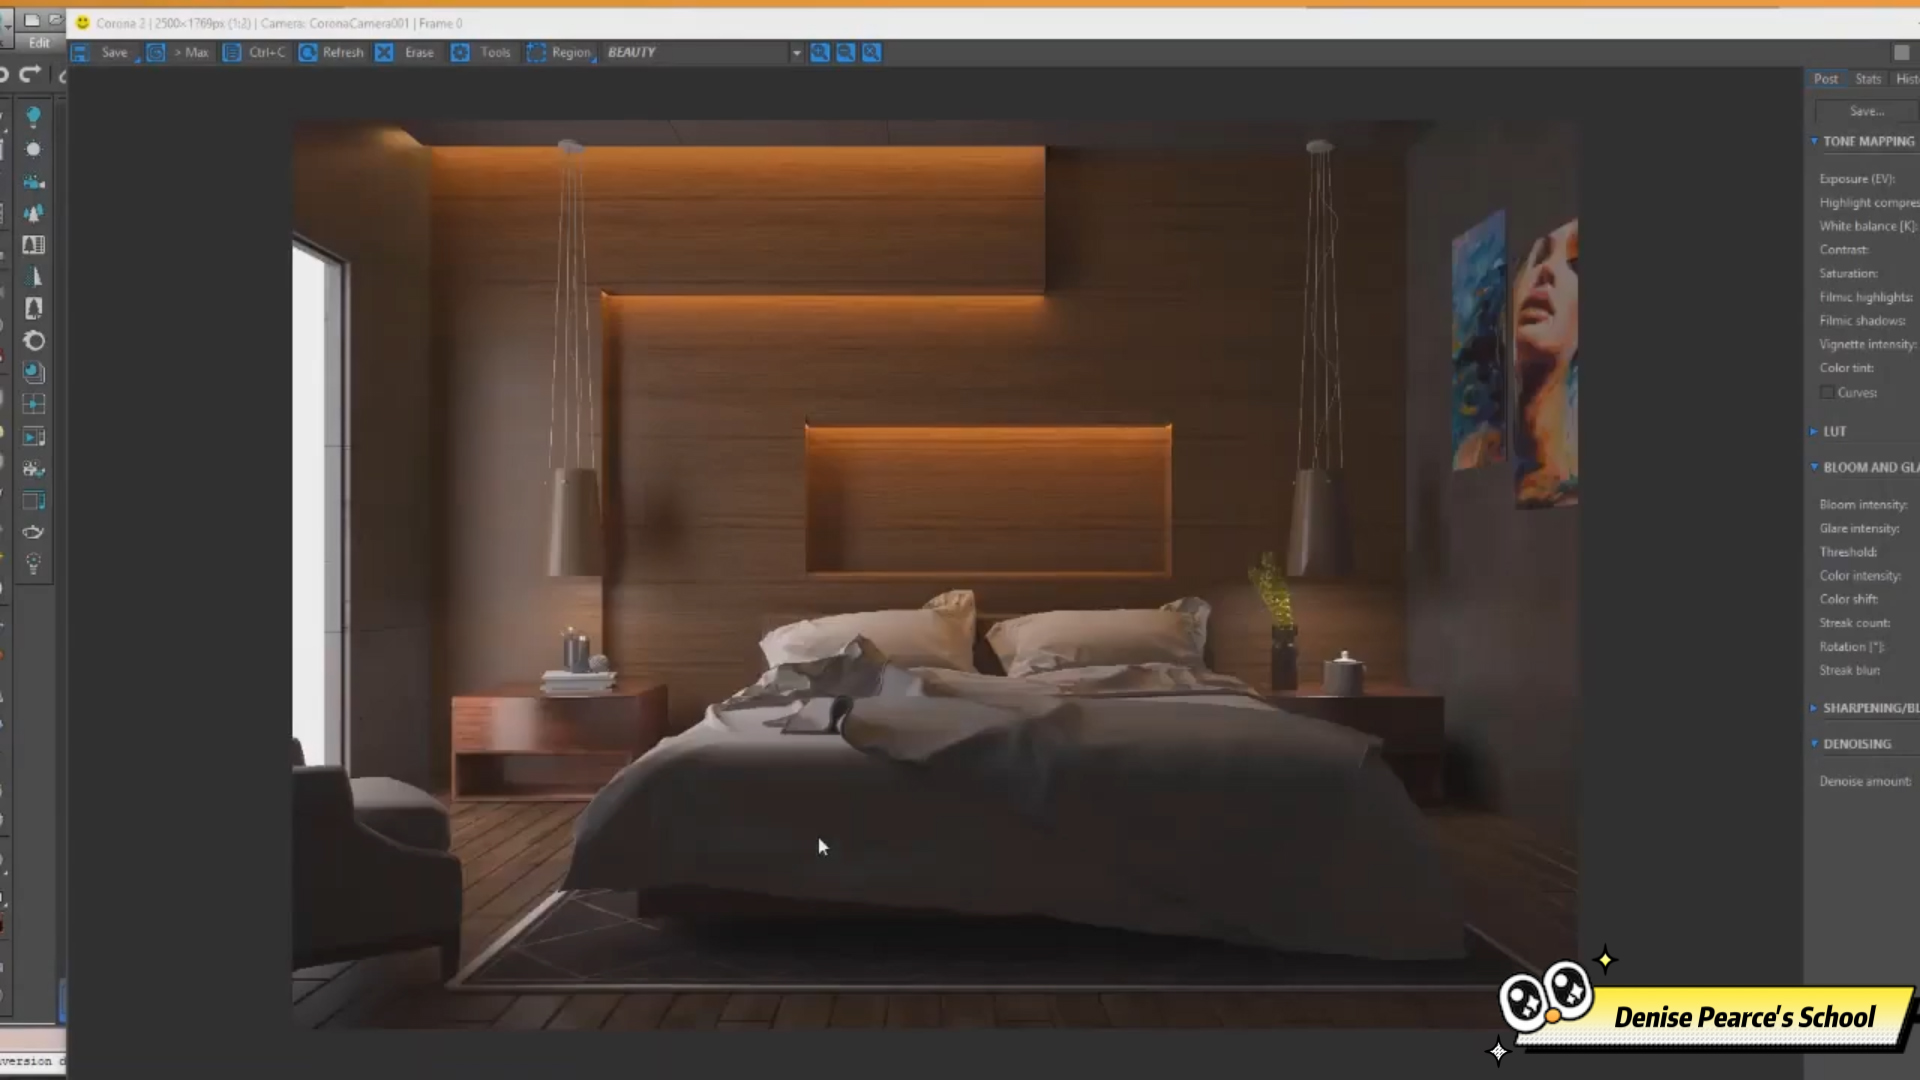 Corona 2 | 2500×1769px (1:2) | Camera: CoronaCamera001 | Frame 0
Edit
Save
> Max
Ctrl+C
Refresh
Erase
Tools
Region
BEAUTY
Post
Stats
Hist
Save...
TONE MAPPING
Exposure (EV):
Highlight compres
White balance [K]:
Contrast:
Saturation:
Filmic highlights:
Filmic shadows:
Vignette intensity:
Color tint:
Curves:
LUT
BLOOM AND GLA
Bloom intensity:
Glare intensity:
Threshold:
Color intensity:
Color shift:
Streak count:
Rotation [°]:
Streak blur:
SHARPENING/BL
DENOISING
Denoise amount:
Denise Pearce's School
version d